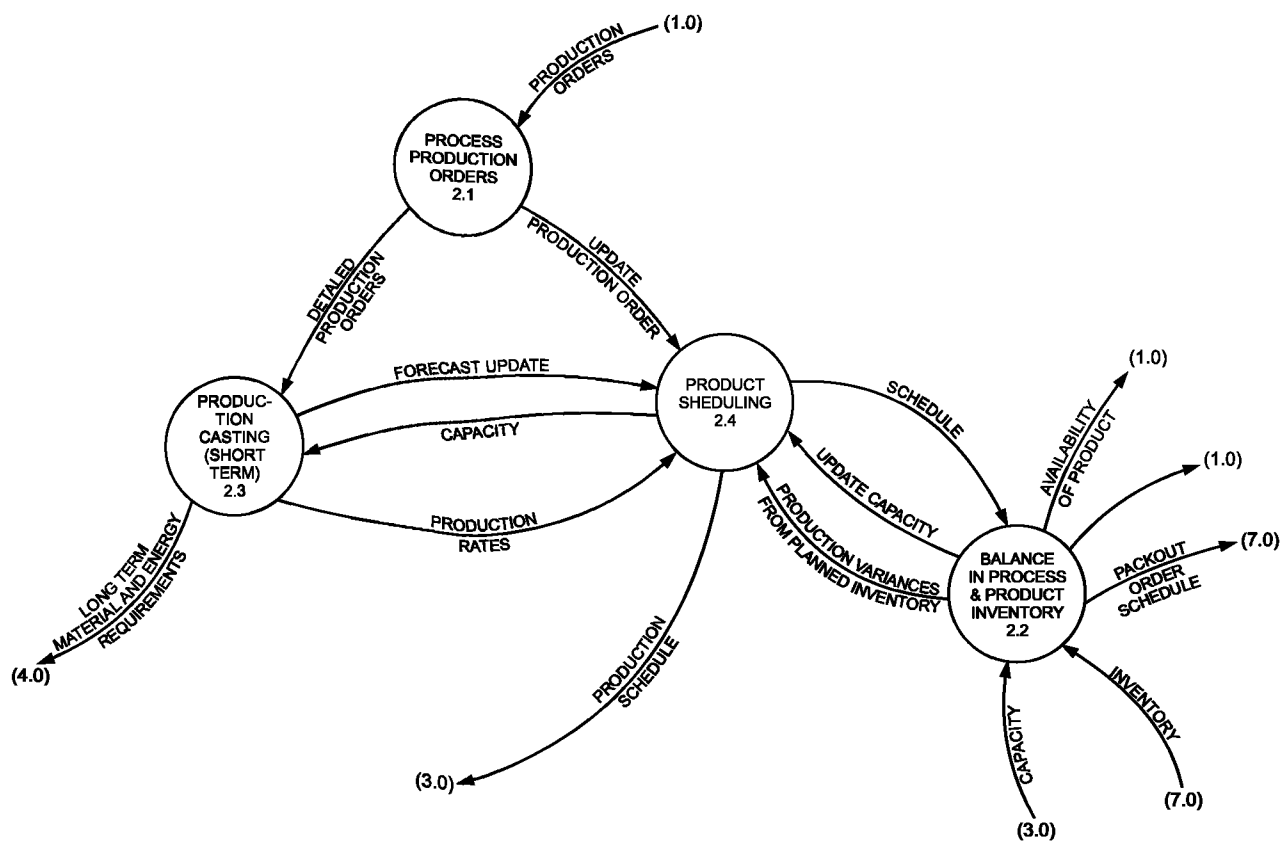 (1.0)
PRODUCTION
ORDERS
PROCESS
PRODUCTION
ORDERS
2.1
UPDATE
PRODUCTION ORDER
DETALED
PRODUCTION
ORDERS
FORECAST UPDATE
CAPACITY
PRODUCTION
RATES
PRODUC-
TION
CASTING
(SHORT
TERM)
2.3
PRODUCT
SHEDULING
2.4
SCHEDULE
UPDATE CAPACITY
PRODUCTION VARIANCES
FROM PLANNED INVENTORY
(1.0)
AVAILABILITY
OF PRODUCT
(1.0)
(7.0)
PACKOUT
ORDER
SCHEDULE
BALANCE
IN PROCESS
& PRODUCT
INVENTORY
2.2
LONG TERM
MATERIAL AND ENERGY
REQUIREMENTS
(4.0)
PRODUCTION
SCHEDULE
(3.0)
CAPACITY
(3.0)
INVENTORY
(7.0)